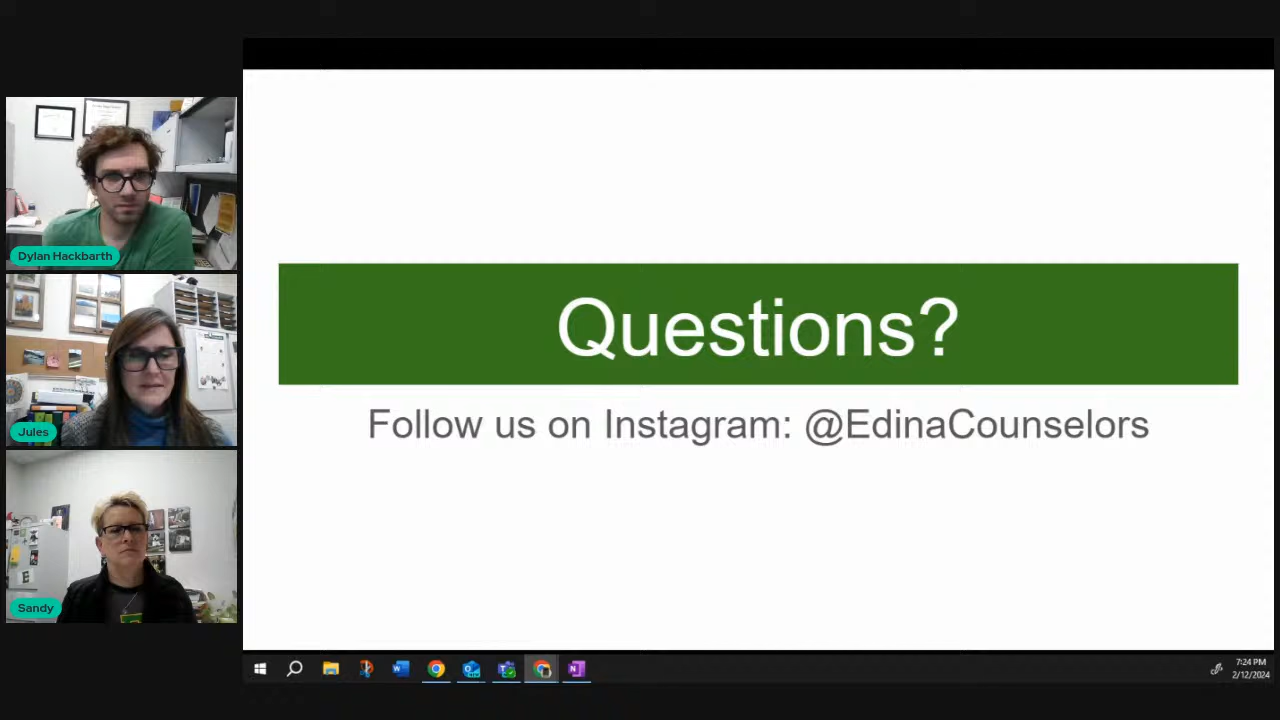 Dylan Hackbarth
Jules
Sandy
Questions?
Follow us on Instagram: @EdinaCounselors
7:24 PM
2/12/2024